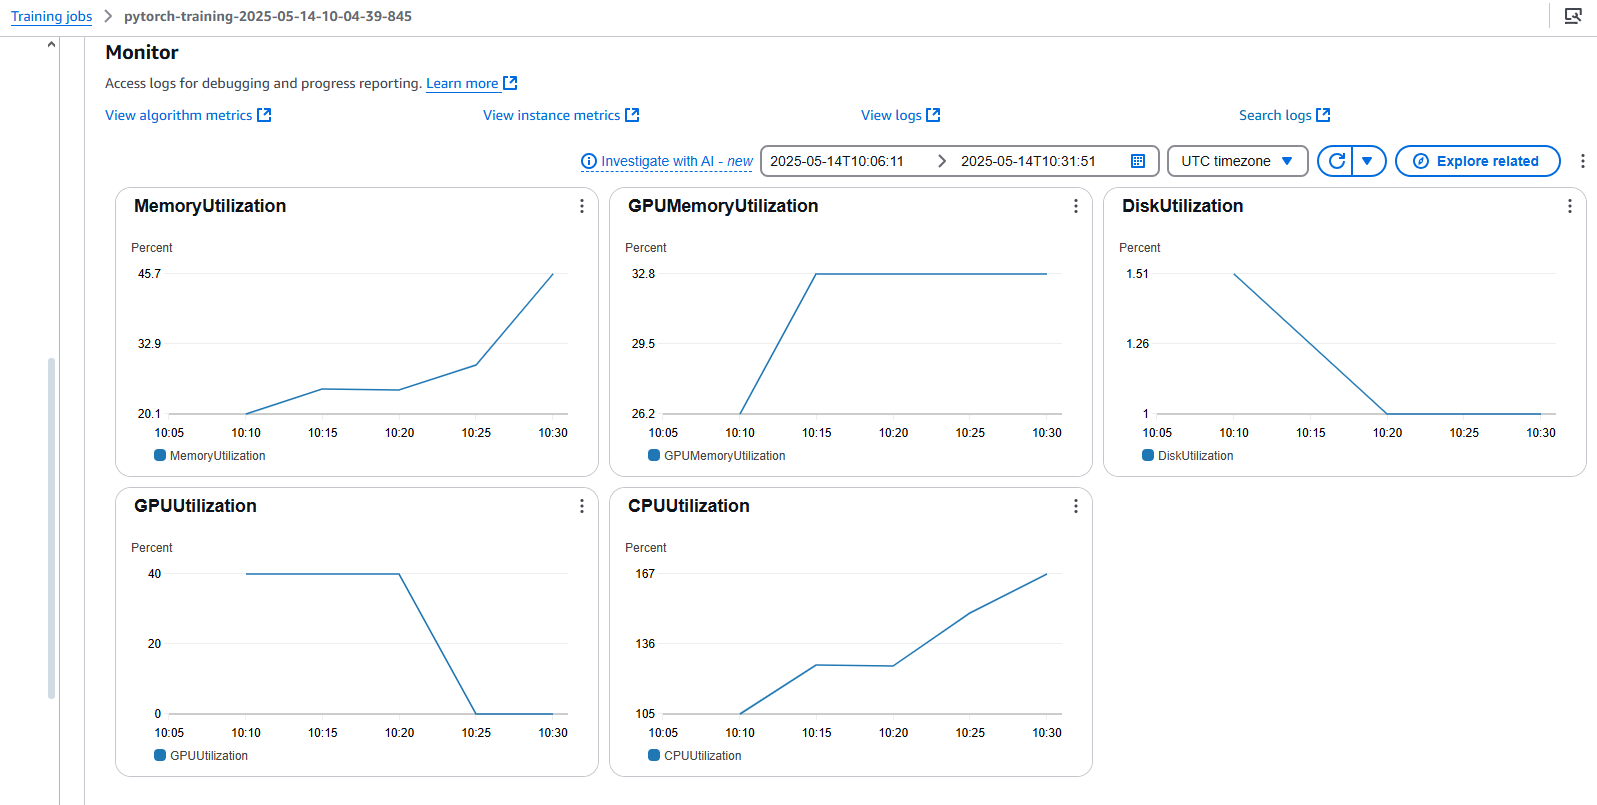 Training jobs > pytorch-training-2025-05-14-10-04-39-845
Monitor
Access logs for debugging and progress reporting. Learn more
View algorithm metrics View instance metrics View logs Search logs
Investigate with AI - new 2025-05-14T10:06:11 > 2025-05-14T10:31:51 UTC timezone Explore related
MemoryUtilization
Percent
45.7
32.9
20.1
10:05 10:10 10:15 10:20 10:25 10:30
MemoryUtilization
GPUMemoryUtilization
Percent
32.8
29.5
26.2
10:05 10:10 10:15 10:20 10:25 10:30
GPUMemoryUtilization
DiskUtilization
Percent
1.51
1.26
1
10:05 10:10 10:15 10:20 10:25 10:30
DiskUtilization
GPUUtilization
Percent
40
20
0
10:05 10:10 10:15 10:20 10:25 10:30
GPUUtilization
CPUUtilization
Percent
167
136
105
10:05 10:10 10:15 10:20 10:25 10:30
CPUUtilization